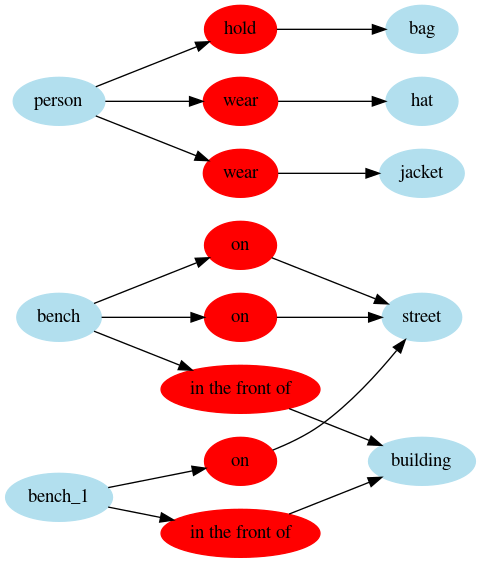 hold
bag
person
wear
hat
wear
jacket
on
bench
on
street
in the front of
on
building
bench_1
in the front of